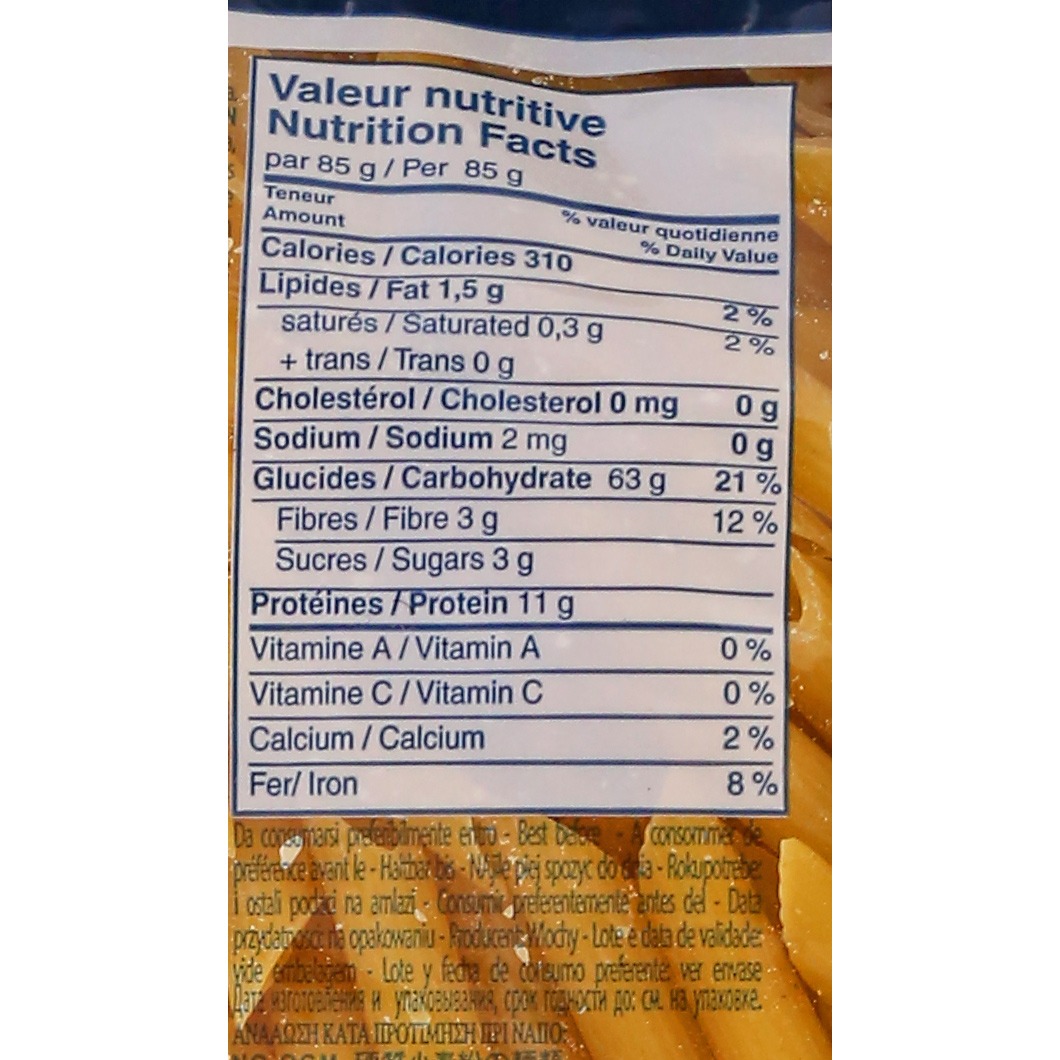 Valeur nutritive
Nutrition Facts
par 85 g / Per 85 g
Teneur
Amount
% valeur quotidienne
% Daily Value
Calories / Calories 310
Lipides / Fat 1,5 g 2 %
saturés / Saturated 0,3 g 2 %
+ trans / Trans 0 g
Cholestérol / Cholesterol 0 mg 0 g
Sodium / Sodium 2 mg 0 g
Glucides / Carbohydrate 63 g 21 %
Fibres / Fibre 3 g 12 %
Sucres / Sugars 3 g
Protéines / Protein 11 g
Vitamine A / Vitamin A 0 %
Vitamine C / Vitamin C 0 %
Calcium / Calcium 2 %
Fer/ Iron 8 %
Da consumarsi preferibilmente entro - Best before - A consommer de
préférence avant le - Haltbar bis - piej spozyc do dnia -
i ostali podaci na - Consumir preferentemente antes del - Data
przydatnosci na opakowaniu - Producent Wlochy - Lote e data de validade:
vide embalagem - Lote y fecha de consumo preferente: ver envase
Дата изготовления и упаковывания, срок годности до: см. на упаковке.
ΚΑΤΑ